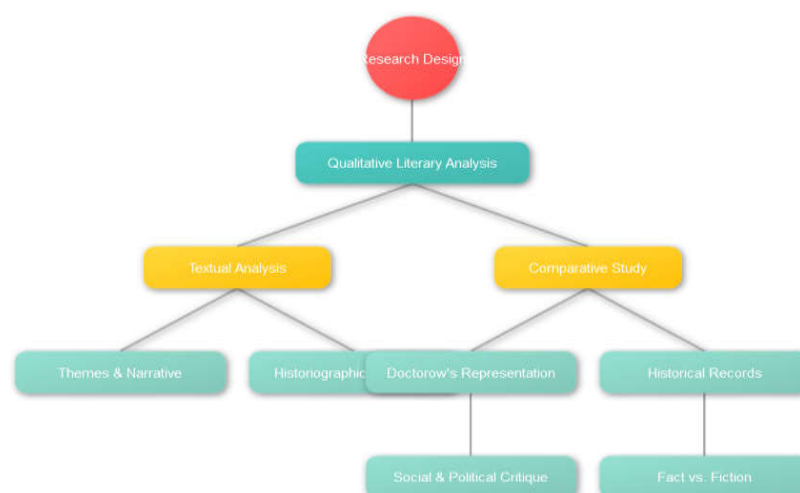 Research Design
Qualitative Literary Analysis
Textual Analysis
Comparative Study
Themes & Narrative
Historiographic
Doctorow's Representation
Historical Records
Social & Political Critique
Fact vs. Fiction